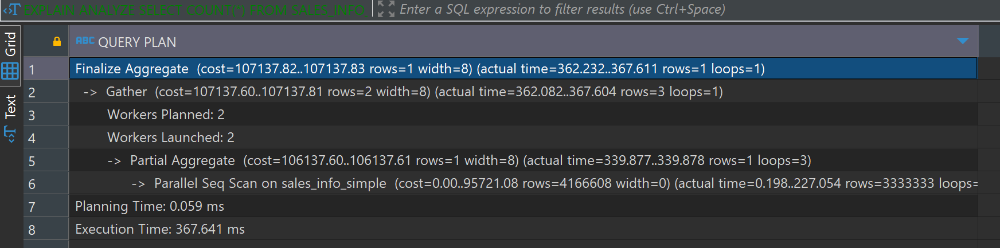 EXPLAIN ANALYZE SELECT COUNT(*) FROM SALES_INFO_ Enter a SQL expression to filter results (use Ctrl+Space)
Grid
Text
ABC QUERY PLAN
1 Finalize Aggregate (cost=107137.82..107137.83 rows=1 width=8) (actual time=362.232..367.611 rows=1 loops=1)
2 -> Gather (cost=107137.60..107137.81 rows=2 width=8) (actual time=362.082..367.604 rows=3 loops=1)
3 Workers Planned: 2
4 Workers Launched: 2
5 -> Partial Aggregate (cost=106137.60..106137.61 rows=1 width=8) (actual time=339.877..339.878 rows=1 loops=3)
6 -> Parallel Seq Scan on sales_info_simple (cost=0.00..95721.08 rows=4166608 width=0) (actual time=0.198..227.054 rows=3333333 loops=
7 Planning Time: 0.059 ms
8 Execution Time: 367.641 ms